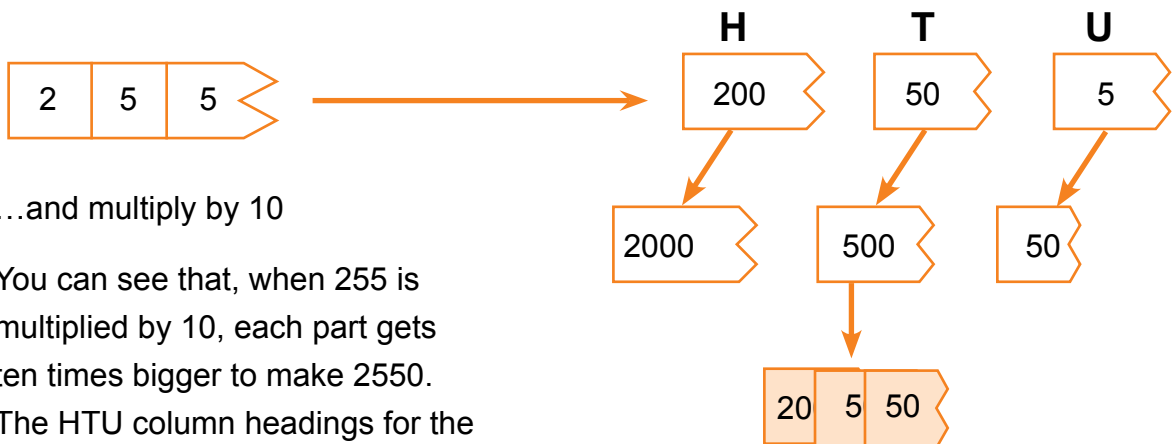 H T U
2 5 5 200 50 5
…and multiply by 10
2000 500 50
You can see that, when 255 is
multiplied by 10, each part gets
ten times bigger to make 2550.
The HTU column headings for the
20 5 50